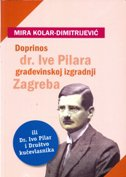 MIRA KOLAR-DIMITRIJEVIĆ
Doprinos
dr. Ive Pilara
građevinskoj izgradnji
Zagreba
ili
Dr. Ivo Pilar
i Društvo
kućevlasnika